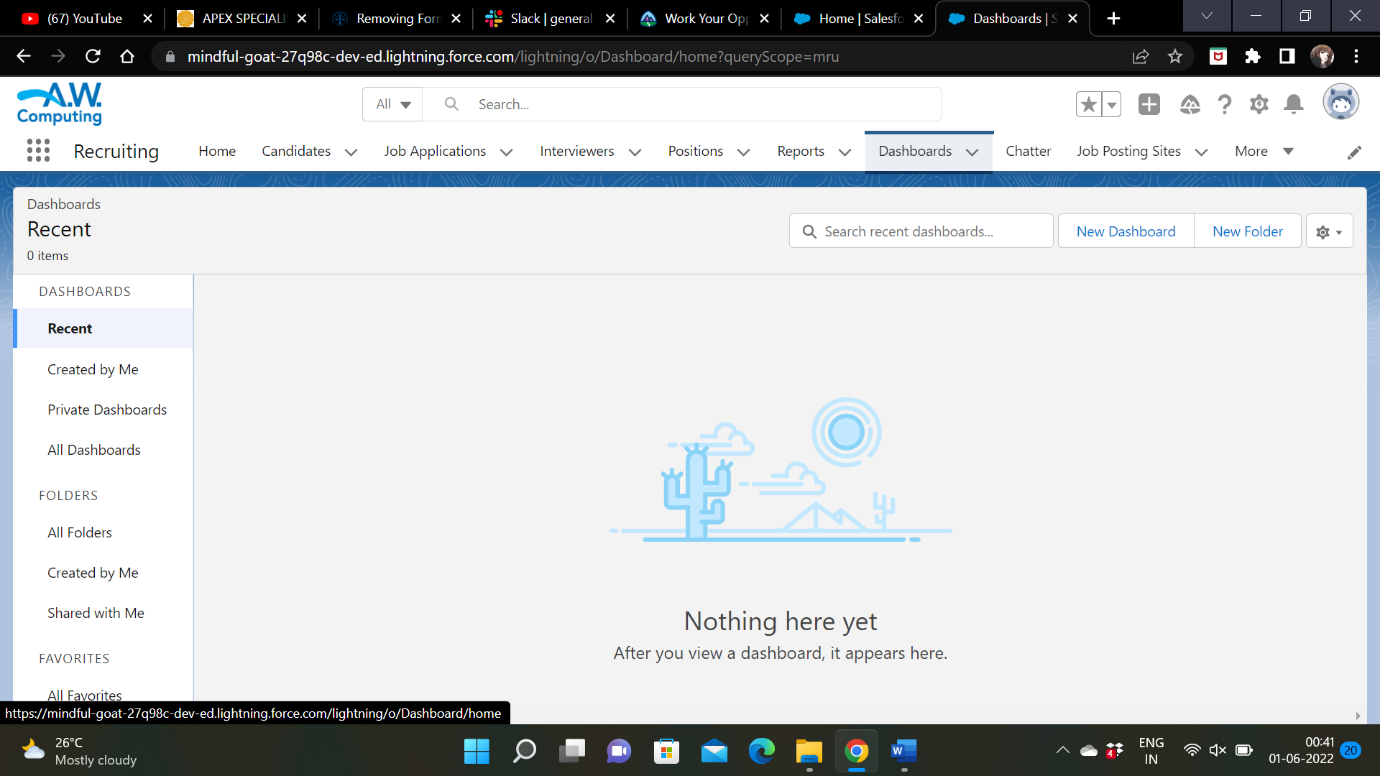 (67) YouTube
APEX SPECIALI
Removing Form
Slack | general
Work Your Opp
Home | Salesfo
Dashboards | S
mindful-goat-27q98c-dev-ed.lightning.force.com/lightning/o/Dashboard/home?queryScope=mru
A.W.
Computing
All
Search...
Recruiting
Home
Candidates
Job Applications
Interviewers
Positions
Reports
Dashboards
Chatter
Job Posting Sites
More
Dashboards
Recent
0 items
Search recent dashboards...
New Dashboard
New Folder
DASHBOARDS
Recent
Created by Me
Private Dashboards
All Dashboards
FOLDERS
All Folders
Created by Me
Shared with Me
FAVORITES
All Favorites
Nothing here yet
After you view a dashboard, it appears here.
https://mindful-goat-27q98c-dev-ed.lightning.force.com/lightning/o/Dashboard/home
26°C
Mostly cloudy
4
ENG
IN
00:41
01-06-2022
20